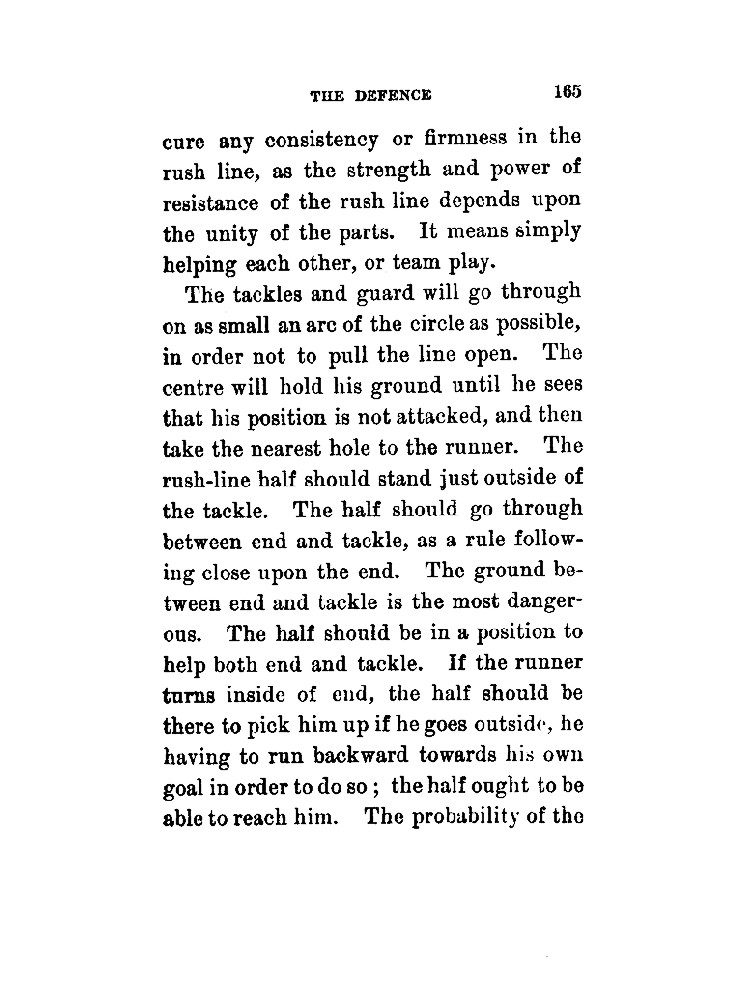 THE DEFENCE 165
cure any consistency or firmness in the
rush line, as the strength and power of
resistance of the rush line depends upon
the unity of the parts. It means simply
helping each other, or team play.
The tackles and guard will go through
on as small an arc of the circle as possible,
in order not to pull the line open. The
centre will hold his ground until he sees
that his position is not attacked, and then
take the nearest hole to the runner. The
rush-line half should stand just outside of
the tackle. The half should go through
between end and tackle, as a rule follow-
ing close upon the end. The ground be-
tween end and tackle is the most danger-
ous. The half should be in a position to
help both end and tackle. If the runner
turns inside of end, the half should be
there to pick him up if he goes outside, he
having to run backward towards his own
goal in order to do so; the half ought to be
able to reach him. The probability of the